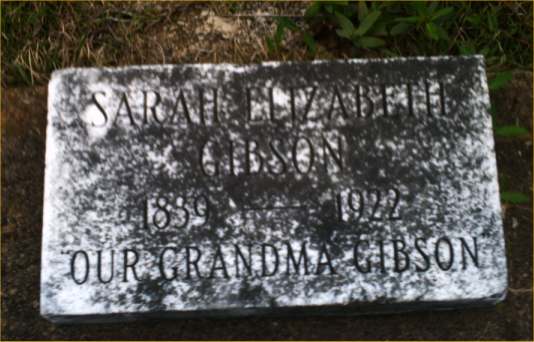 SARAH ELIZABETH
GIBSON
1839 — 1922
"OUR GRANDMA GIBSON